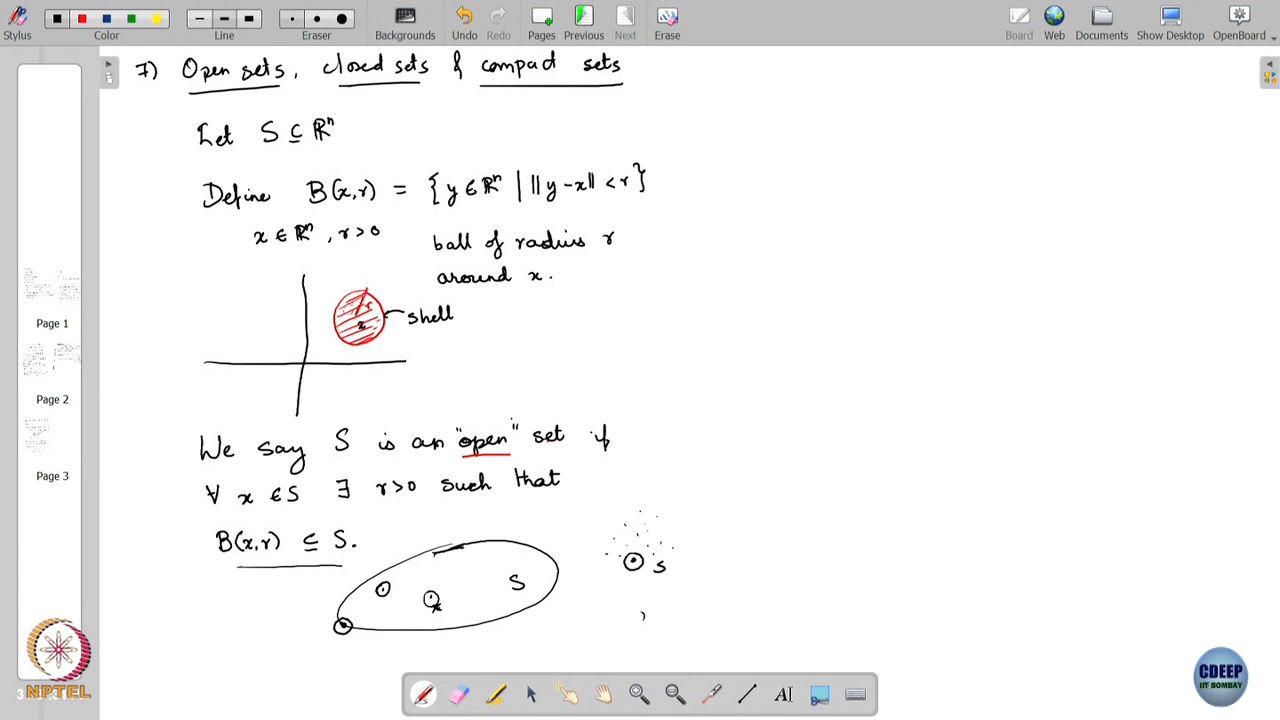 Stylus
Color
Line
Eraser
Backgrounds
Undo
Redo
Pages
Previous
Next
Erase
Board
Web
Documents
Show Desktop
OpenBoard
7) Open sets, closed sets & compact sets
Let S ⊆ ℝⁿ
Define B(x,r) = {y ∈ ℝⁿ | ||y - x|| < r}
x ∈ ℝⁿ, r > 0
ball of radius r
around x.
r
x
shell
We say S is an "open" set if
∀ x ∈ S ∃ r > 0 such that
B(x,r) ⊆ S.
S
x
S
Page 1
Page 2
Page 3
NPTEL
CDEEP
IIT BOMBAY